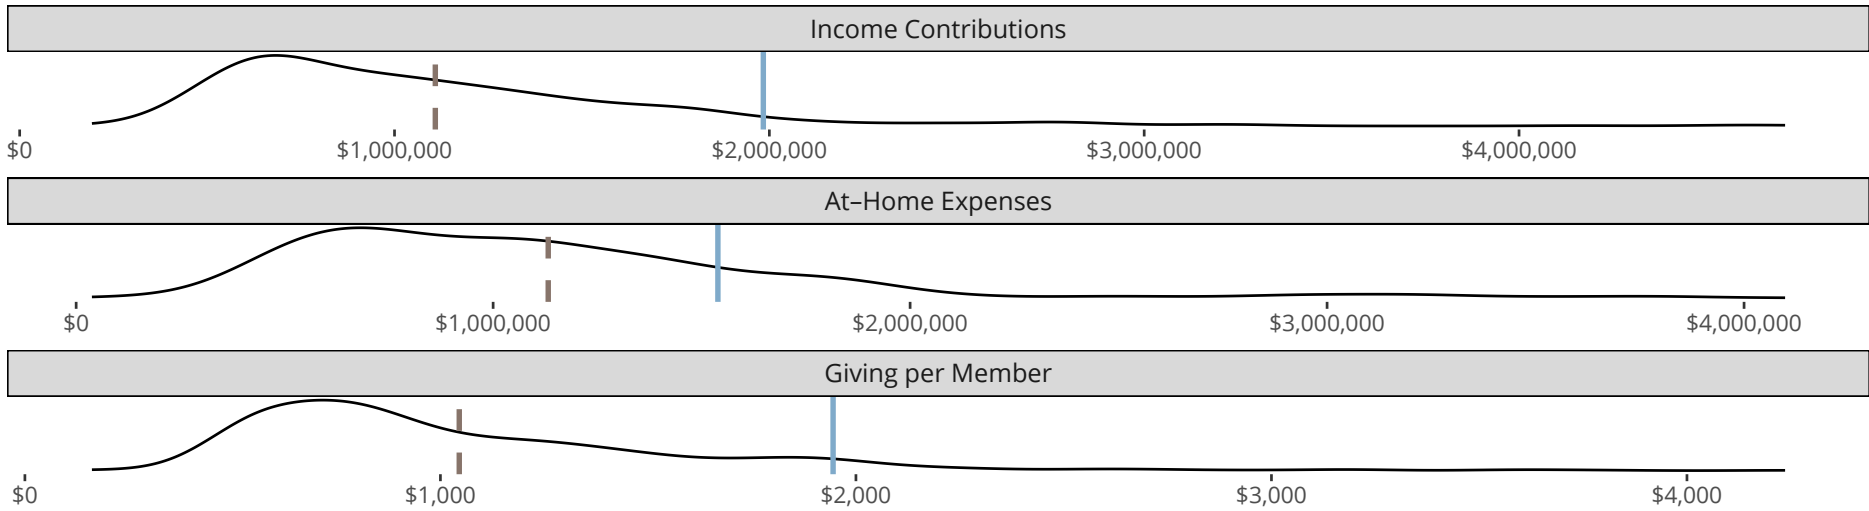 Income Contributions
$0 $1,000,000 $2,000,000 $3,000,000 $4,000,000
At–Home Expenses
$0 $1,000,000 $2,000,000 $3,000,000 $4,000,000
Giving per Member
$0 $1,000 $2,000 $3,000 $4,000